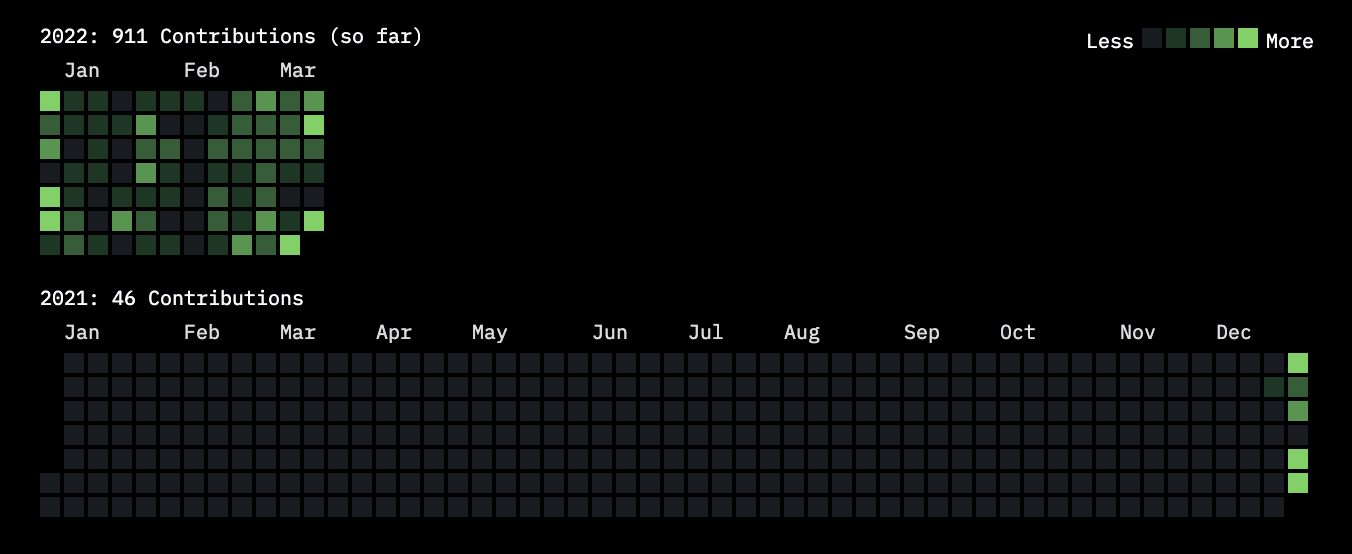 2022: 911 Contributions (so far)
Less More
Jan Feb Mar
2021: 46 Contributions
Jan Feb Mar Apr May Jun Jul Aug Sep Oct Nov Dec